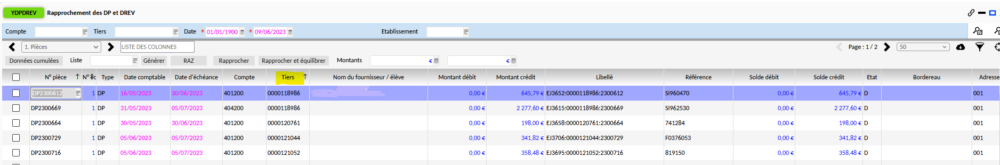 YDPDREV Rapprochement des DP et DREV
Compte Tiers Date * 01/01/1900 * 09/06/2023 Etablissement
1. Pièces LISTE DES COLONNES Page : 1 / 2 50
Données cumulées Liste Générer RAZ Rapprocher Rapprocher et équilibrer Montants € €
N° pièce ↑ N° éc Type Date comptable Date d'échéance Compte Tiers ↑ Nom du fournisseur / élève Montant débit Montant crédit Libellé Référence Solde débit Solde crédit Etat Bordereau Adresse
DP2300612 1 DP 16/05/2023 30/06/2023 401200 0000118986 0,00 € 645,79 € EJ3652:0000118986:2300612 SI960470 0,00 € 645,79 € D 001
DP2300669 1 DP 31/05/2023 05/07/2023 404200 0000118986 0,00 € 2 277,60 € EJ3615:0000118986:2300669 SI962530 0,00 € 2 277,60 € D 001
DP2300664 1 DP 30/05/2023 30/06/2023 401200 0000120761 0,00 € 198,00 € EJ3658:0000120761:2300664 741284 0,00 € 198,00 € D 001
DP2300729 1 DP 05/06/2023 05/07/2023 401200 0000121044 0,00 € 341,82 € EJ3706:0000121044:2300729 F0376053 0,00 € 341,82 € D 001
DP2300716 1 DP 05/06/2023 05/07/2023 401200 0000121052 0,00 € 358,48 € EJ3695:0000121052:2300716 819150 0,00 € 358,48 € D 001